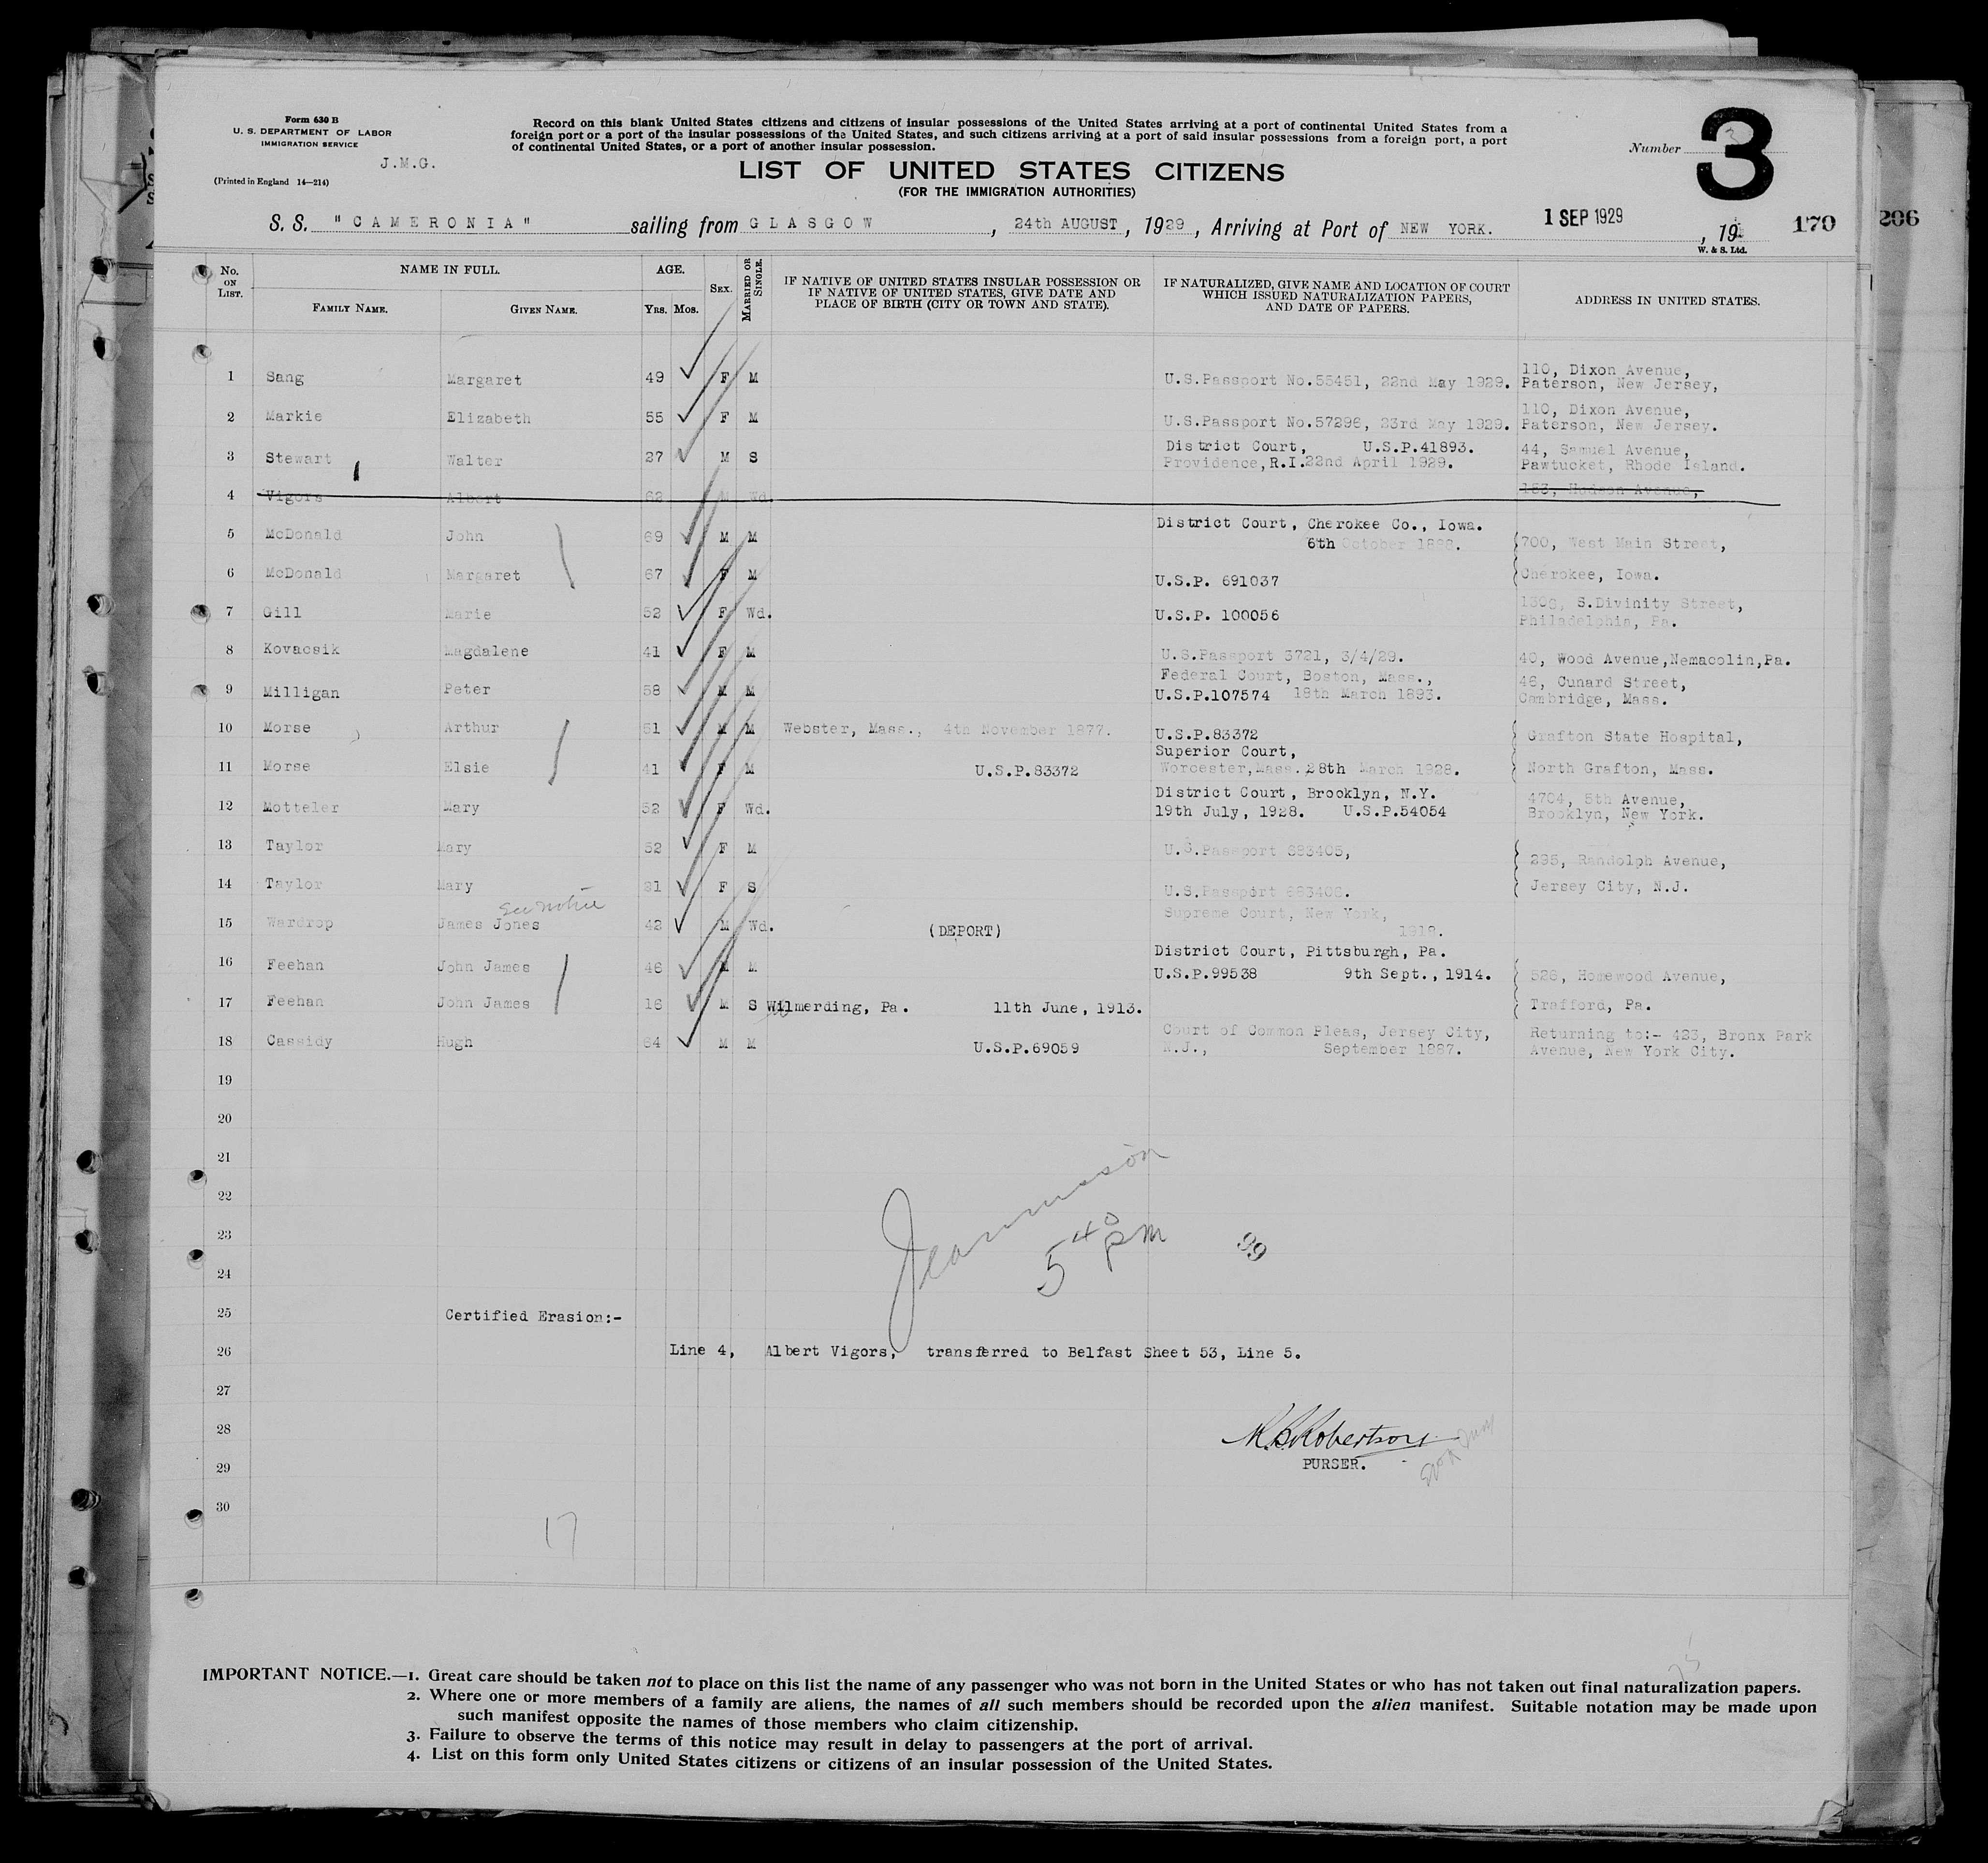 Form 630 B
U. S. DEPARTMENT OF LABOR
IMMIGRATION SERVICE
J.M.G.
(Printed in England 14—214)
Record on this blank United States citizens and citizens of insular possessions of the United States arriving at a port of continental United States from a
foreign port or a port of the insular possessions of the United States, and such citizens arriving at a port of said insular possessions from a foreign port, a port
of continental United States, or a port of another insular possession.
LIST OF UNITED STATES CITIZENS
(FOR THE IMMIGRATION AUTHORITIES)
Number 3
S. S. "CAMERONIA" sailing from GLASGOW, 24th AUGUST, 1929, Arriving at Port of NEW YORK. 1 SEP 1929, 19 170 206
W. & S. Ltd.
No. ON LIST. NAME IN FULL. AGE. SEX. MARRIED OR SINGLE. IF NATIVE OF UNITED STATES INSULAR POSSESSION OR IF NATIVE OF UNITED STATES, GIVE DATE AND PLACE OF BIRTH (CITY OR TOWN AND STATE). IF NATURALIZED, GIVE NAME AND LOCATION OF COURT WHICH ISSUED NATURALIZATION PAPERS, AND DATE OF PAPERS. ADDRESS IN UNITED STATES.
FAMILY NAME. GIVEN NAME. YRS. MOS.
1 Sang Margaret 49 F M U.S.Passport No.55451, 22nd May 1929. 110, Dixon Avenue, Paterson, New Jersey,
2 Markie Elizabeth 55 F M U.S.Passport No.57296, 23rd May 1929. 110, Dixon Avenue, Paterson, New Jersey.
3 Stewart Walter 27 M S District Court, U.S.P.41893. Providence,R.I.22nd April 1929. 44, Samuel Avenue, Pawtucket, Rhode Island.
4 Vigors Albert 62 M Wd. 183, Hudson Avenue,
5 McDonald John 69 M M District Court, Cherokee Co., Iowa. 6th October 1888. 700, West Main Street,
6 McDonald Margaret 67 F M U.S.P. 691037 Cherokee, Iowa.
7 Gill Marie 52 F Wd. U.S.P. 100056 S.Divinity Street, Philadelphia, Pa.
8 Kovacsik Magdalene 41 F M U.S.Passport 3721, 3/4/29. 40, Wood Avenue,Nemacolin,Pa.
9 Milligan Peter 58 M M Federal Court, Boston, Mass., U.S.P.107574 18th March 1893. 46, Cunard Street, Cambridge, Mass.
10 Morse Arthur 51 M M Webster, Mass., 4th November 1877. U.S.P.83372 Grafton State Hospital,
11 Morse Elsie 41 F M U.S.P.83372 Superior Court, Worcester,Mass. 28th March 1928. North Grafton, Mass.
12 Motteler Mary 52 F Wd. District Court, Brooklyn, N.Y. 19th July, 1928. U.S.P.54054 4704, 5th Avenue, Brooklyn, New York.
13 Taylor Mary 52 F M U.S.Passport 683405, 295, Randolph Avenue,
14 Taylor Mary 21 F S U.S.Passport 683406. Jersey City, N.J.
See notice
15 Wardrop James Jones 42 M Wd. (DEPORT) Supreme Court, New York, 1918.
16 Feehan John James 46 M M District Court, Pittsburgh, Pa. U.S.P.99538 9th Sept., 1914. 526, Homewood Avenue,
17 Feehan John James 16 M S Wilmerding, Pa. 11th June, 1913. Trafford, Pa.
18 Cassidy Hugh 64 M M U.S.P.69059 Court of Common Pleas, Jersey City, N.J., September 1887. Returning to:- 423, Bronx Park Avenue, New York City.
19
20
21
22
23
5 40 pm 99
24
25 Certified Erasion:-
26 Line 4, Albert Vigors, transferred to Belfast Sheet 53, Line 5.
27
28 Robertson
29 PURSER.
30
17
IMPORTANT NOTICE.—1. Great care should be taken not to place on this list the name of any passenger who was not born in the United States or who has not taken out final naturalization papers.
2. Where one or more members of a family are aliens, the names of all such members should be recorded upon the alien manifest. Suitable notation may be made upon
such manifest opposite the names of those members who claim citizenship.
3. Failure to observe the terms of this notice may result in delay to passengers at the port of arrival.
4. List on this form only United States citizens or citizens of an insular possession of the United States.